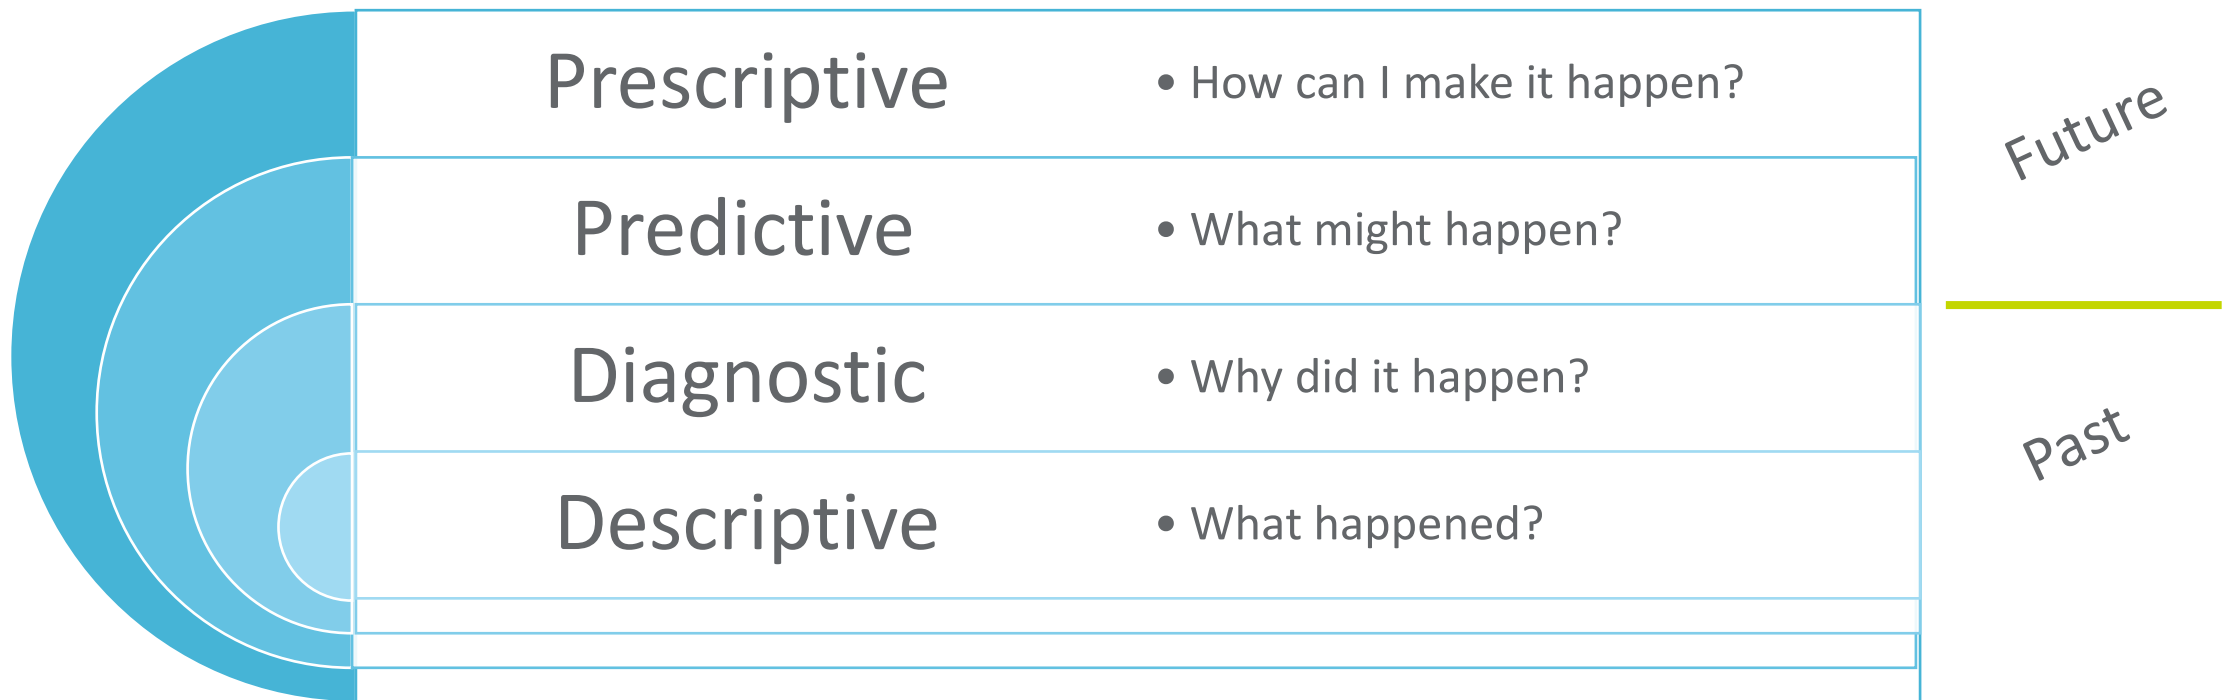 Prescriptive
• How can I make it happen?
Future
Predictive
• What might happen?
Diagnostic
• Why did it happen?
Past
Descriptive
• What happened?